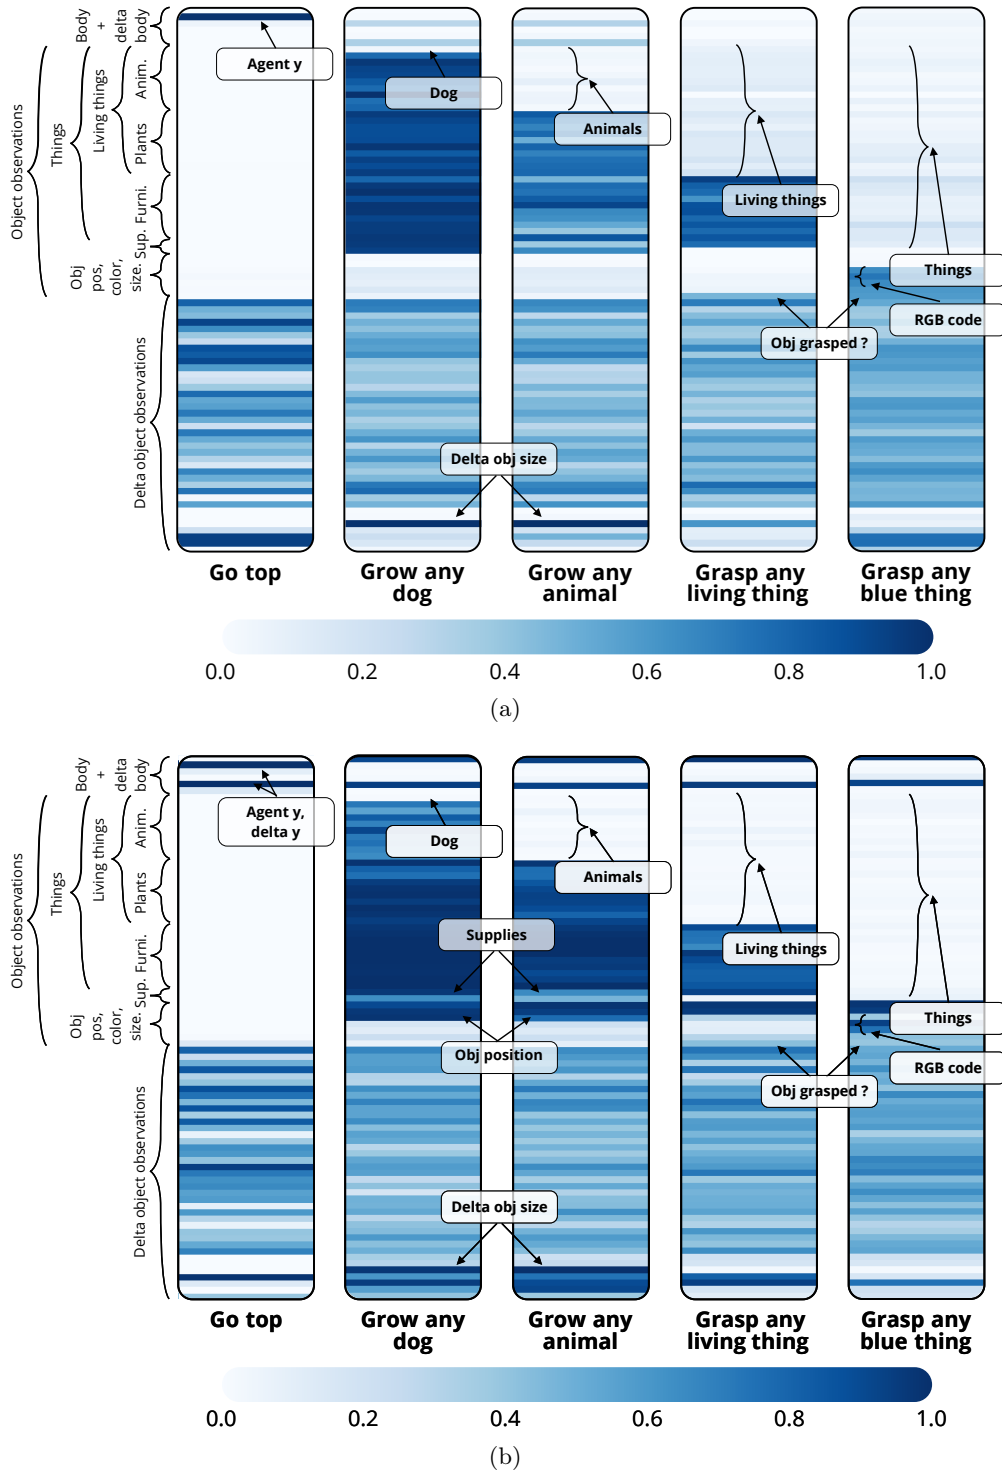 Body
+
delta
body
Object observations
Things
Living things
Anim.
Plants
Furni.
Sup.
Obj
pos,
color,
size.
Delta object observations
Agent y
Dog
Animals
Living things
Things
RGB code
Obj grasped ?
Delta obj size
Go top
Grow any
dog
Grow any
animal
Grasp any
living thing
Grasp any
blue thing
0.0 0.2 0.4 0.6 0.8 1.0
(a)
Body
+
delta
body
Object observations
Things
Living things
Anim.
Plants
Furni.
Sup.
Obj
pos,
color,
size.
Delta object observations
Agent y,
delta y
Dog
Animals
Supplies
Living things
Things
Obj position
RGB code
Obj grasped ?
Delta obj size
Go top
Grow any
dog
Grow any
animal
Grasp any
living thing
Grasp any
blue thing
0.0 0.2 0.4 0.6 0.8 1.0
(b)